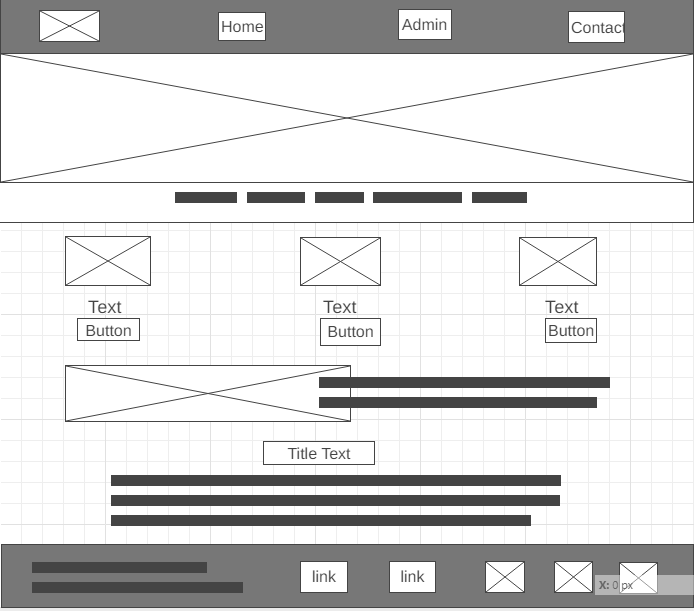 Home
Admin
Contact
Text
Text
Text
Button
Button
Button
Title Text
link
link
X: 0 px